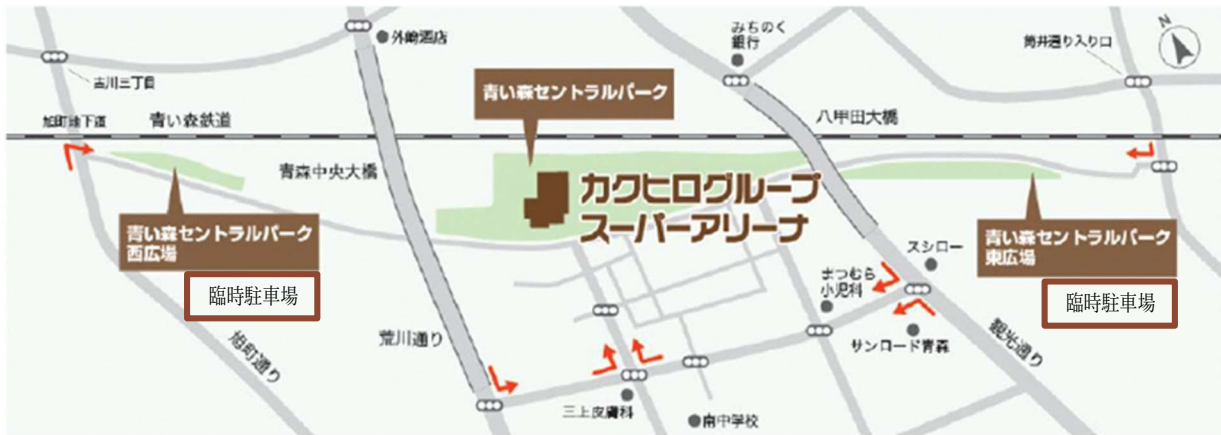 外崎酒店
みちのく
銀行
N
筒井通り入り口
古川三丁目
青い森セントラルパーク
旭町地下道
青い森鉄道
八甲田大橋
青森中央大橋
カクヒログループ
スーパーアリーナ
青い森セントラルパーク
西広場
臨時駐車場
スシロー
青い森セントラルパーク
東広場
臨時駐車場
まつむら
小児科
荒川通り
旭町通り
サンロード青森
観光通り
三上皮膚科
南中学校